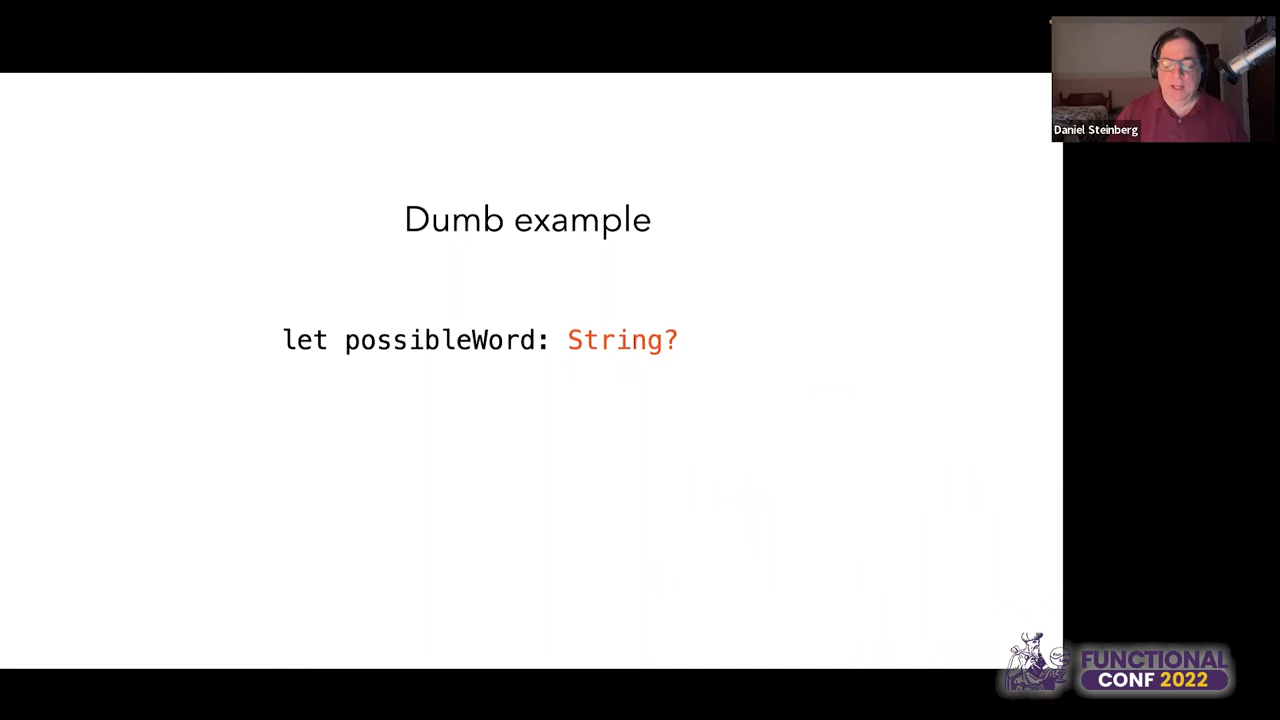 Daniel Steinberg
Dumb example
let possibleWord: String?
FUNCTIONAL
CONF 2022